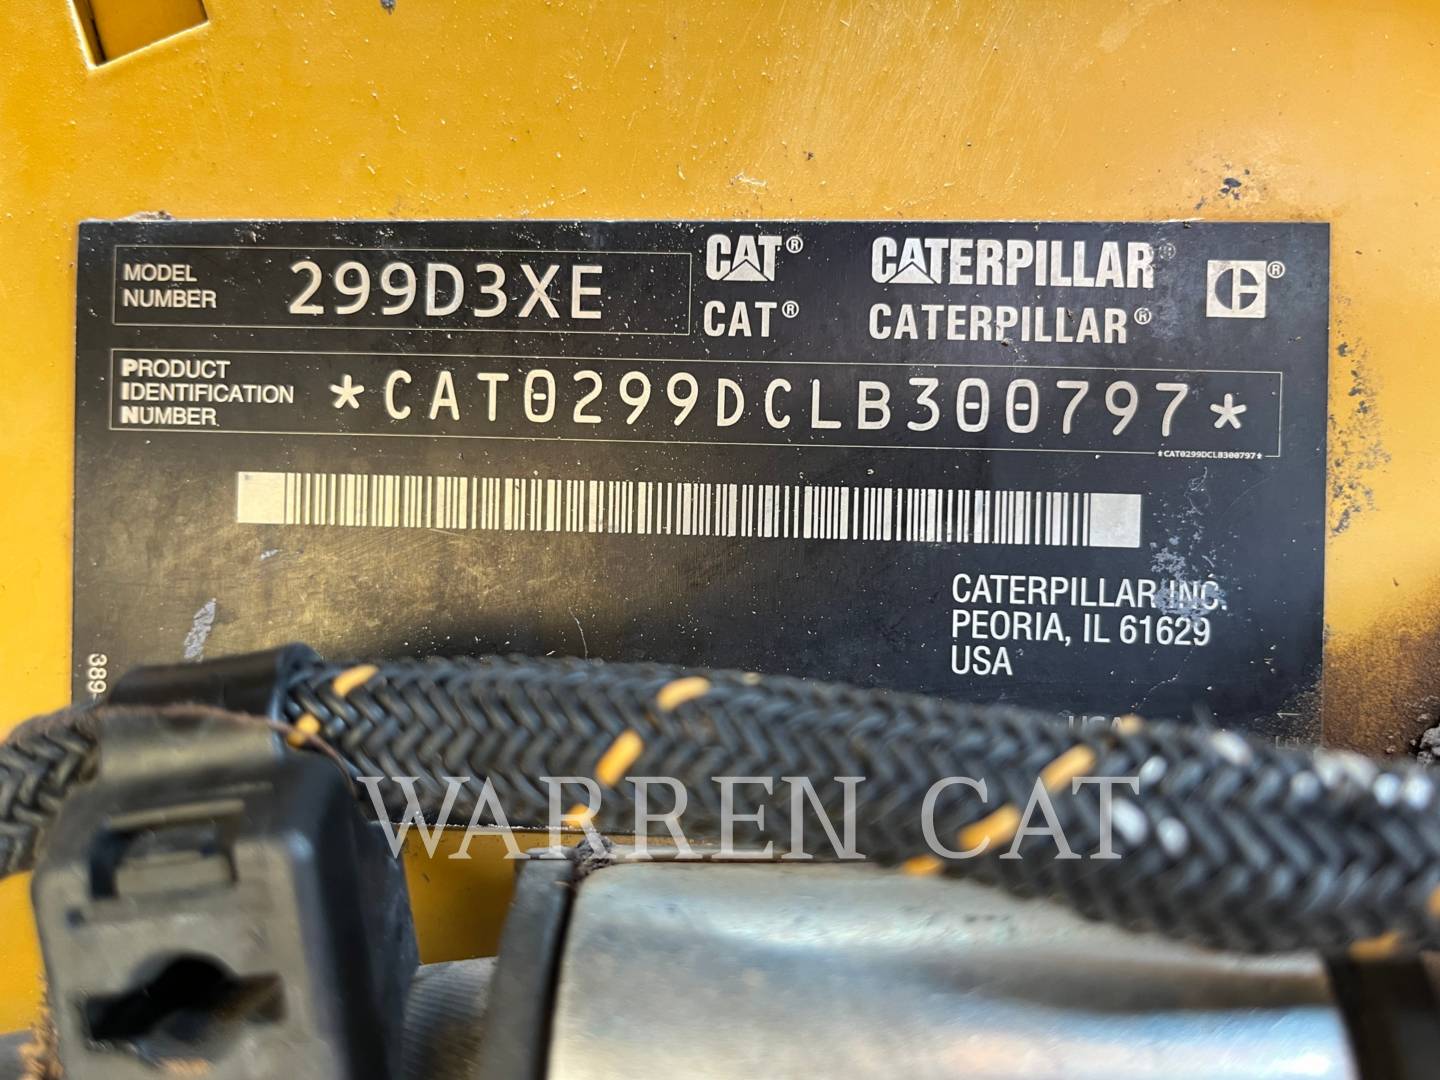 MODEL NUMBER 299D3XE
CAT® CATERPILLAR®
CAT® CATERPILLAR®
PRODUCT IDENTIFICATION NUMBER *CAT0299DCLB300797*
*CAT0299DCLB300797*
CATERPILLAR INC.
PEORIA, IL 61629
USA
389-
USA
WARREN CAT